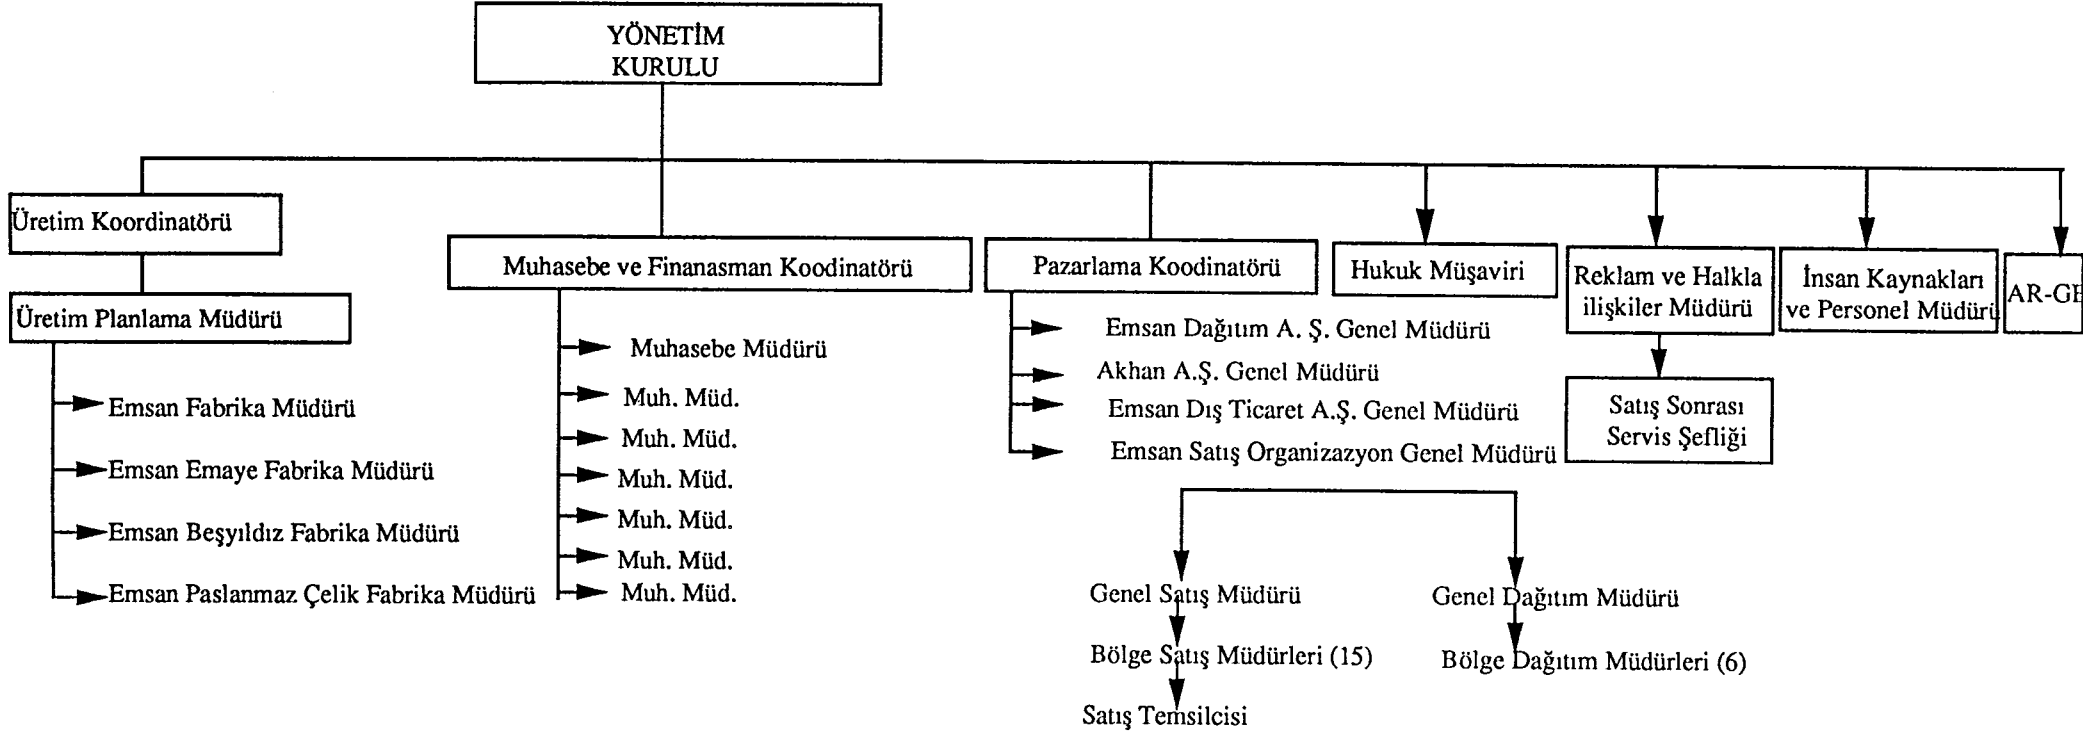 YÖNETİM
KURULU
Üretim Koordinatörü
Üretim Planlama Müdürü
Emsan Fabrika Müdürü
Emsan Emaye Fabrika Müdürü
Emsan Beşyıldız Fabrika Müdürü
Emsan Paslanmaz Çelik Fabrika Müdürü
Muhasebe ve Finanasman Koodinatörü
Muhasebe Müdürü
Muh. Müd.
Muh. Müd.
Muh. Müd.
Muh. Müd.
Muh. Müd.
Muh. Müd.
Pazarlama Koodinatörü
Emsan Dağıtım A. Ş. Genel Müdürü
Akhan A.Ş. Genel Müdürü
Emsan Dış Ticaret A.Ş. Genel Müdürü
Emsan Satış Organizazyon Genel Müdürü
Genel Satış Müdürü
Bölge Satış Müdürleri (15)
Satış Temsilcisi
Genel Dağıtım Müdürü
Bölge Dağıtım Müdürleri (6)
Hukuk Müşaviri
Reklam ve Halkla
ilişkiler Müdürü
Satış Sonrası
Servis Şefliği
İnsan Kaynakları
ve Personel Müdürü
AR-GE